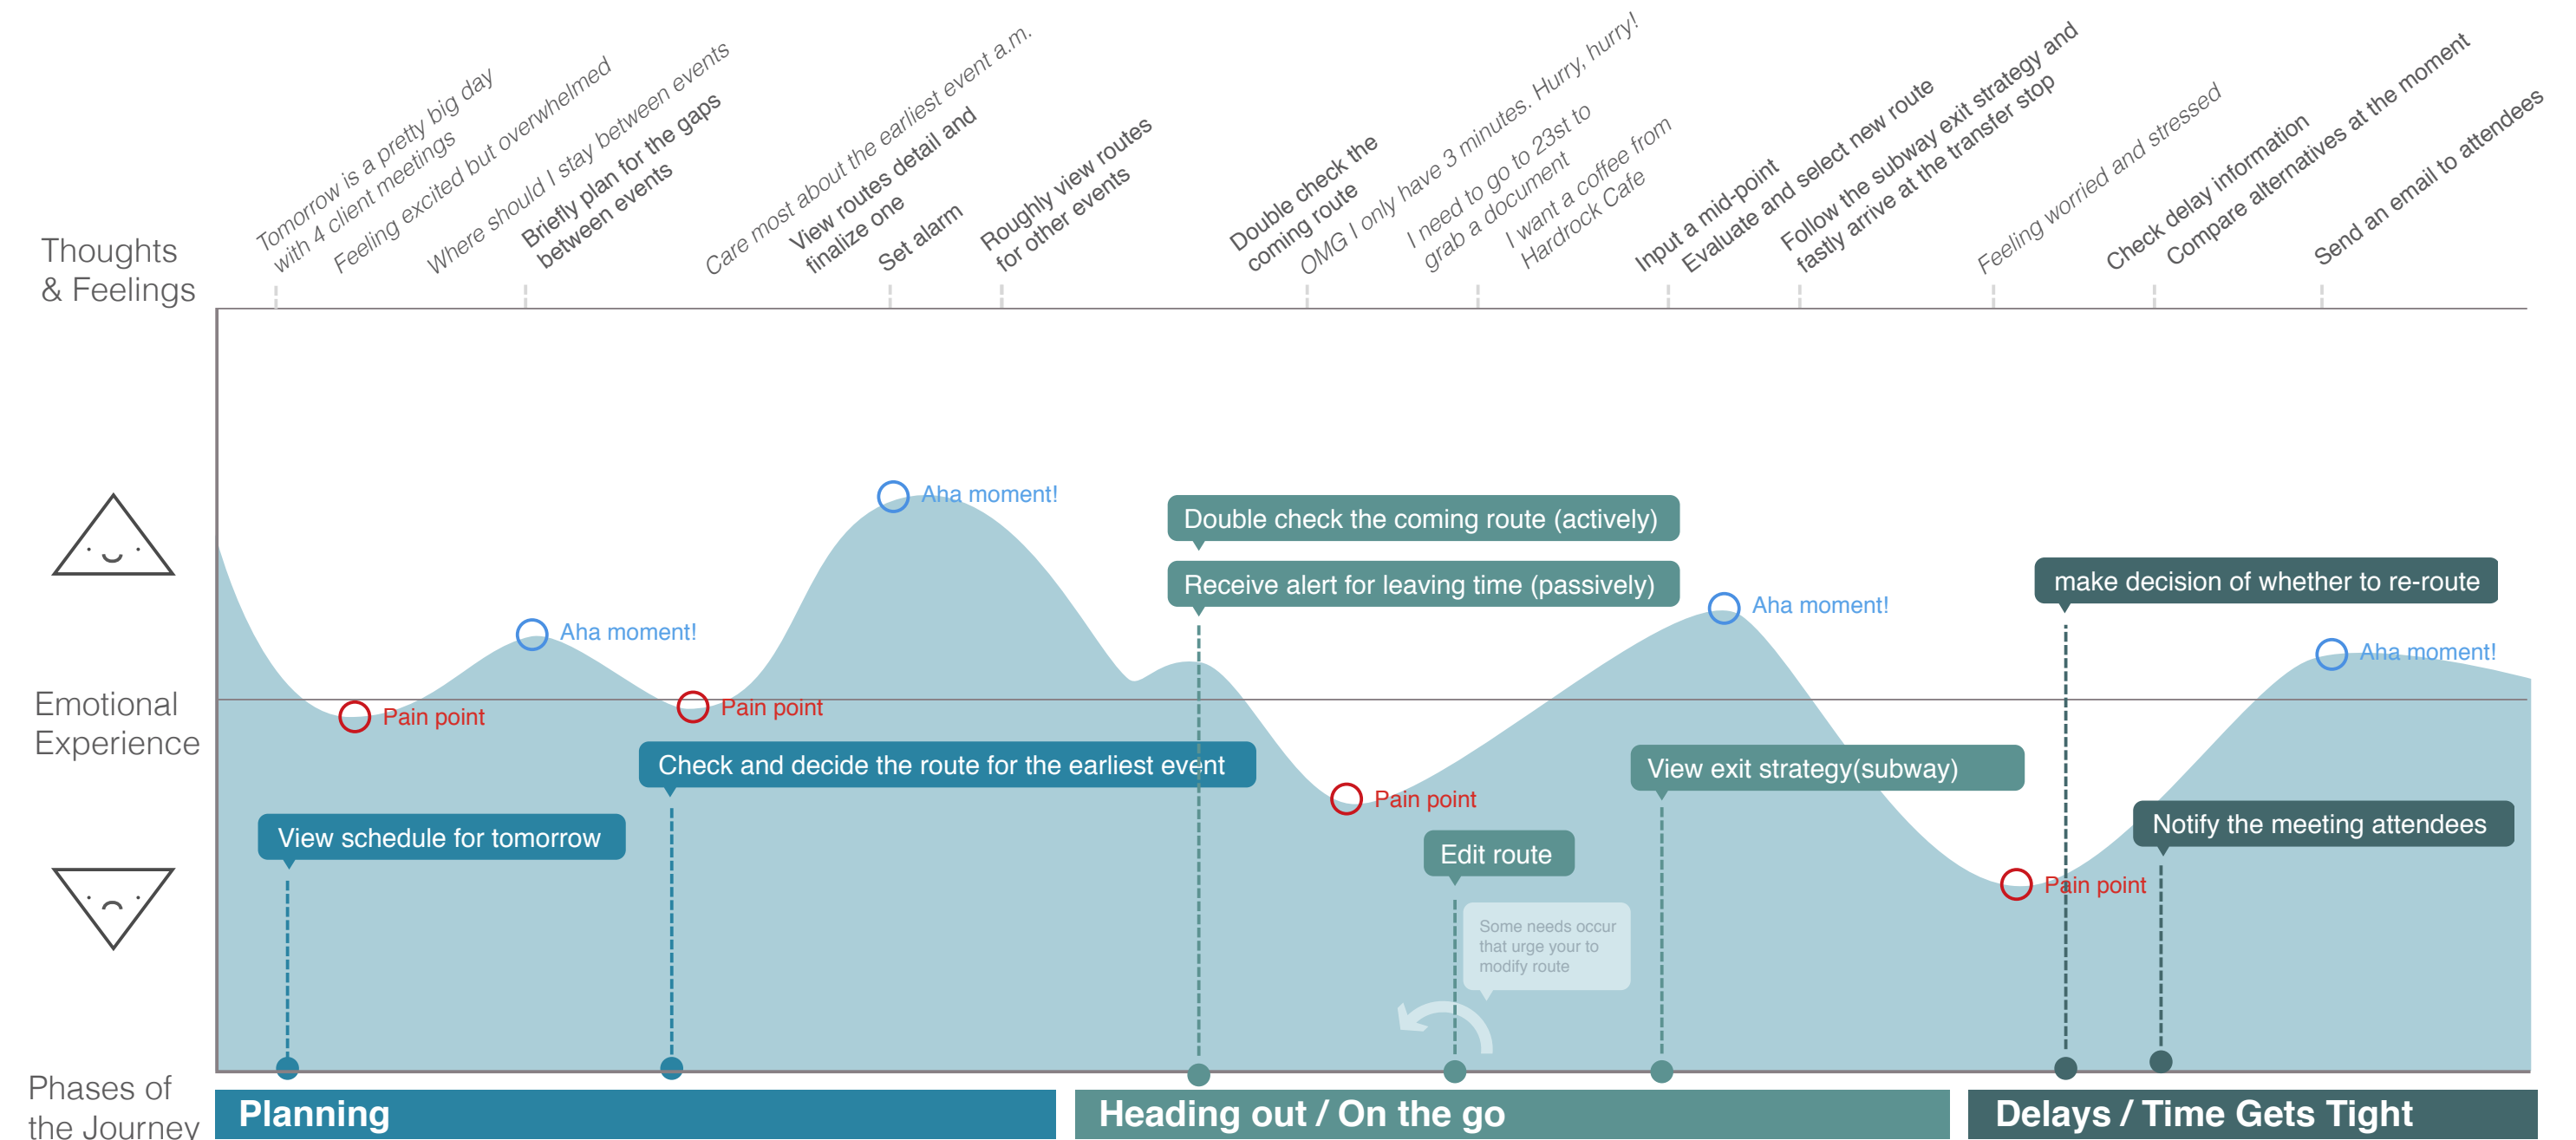 Thoughts
& Feelings
Tomorrow is a pretty big day
with 4 client meetings
Feeling excited but overwhelmed
Where should I stay between events
Briefly plan for the gaps
between events
Care most about the earliest event a.m.
View routes detail and
finalize one
Set alarm
Roughly view routes
for other events
Double check the
coming route
OMG I only have 3 minutes. Hurry, hurry!
I need to go to 23st to
grab a document
I want a coffee from
Hardrock Cafe
Input a mid-point
Evaluate and select new route
Follow the subway exit strategy and
fastly arrive at the transfer stop
Feeling worried and stressed
Check delay information
Compare alternatives at the moment
Send an email to attendees
Emotional
Experience
Aha moment!
Aha moment!
Aha moment!
Aha moment!
Pain point
Pain point
Pain point
Pain point
Double check the coming route (actively)
Receive alert for leaving time (passively)
make decision of whether to re-route
Check and decide the route for the earliest event
View exit strategy(subway)
View schedule for tomorrow
Edit route
Notify the meeting attendees
Some needs occur
that urge your to
modify route
Phases of
the Journey
Planning
Heading out / On the go
Delays / Time Gets Tight